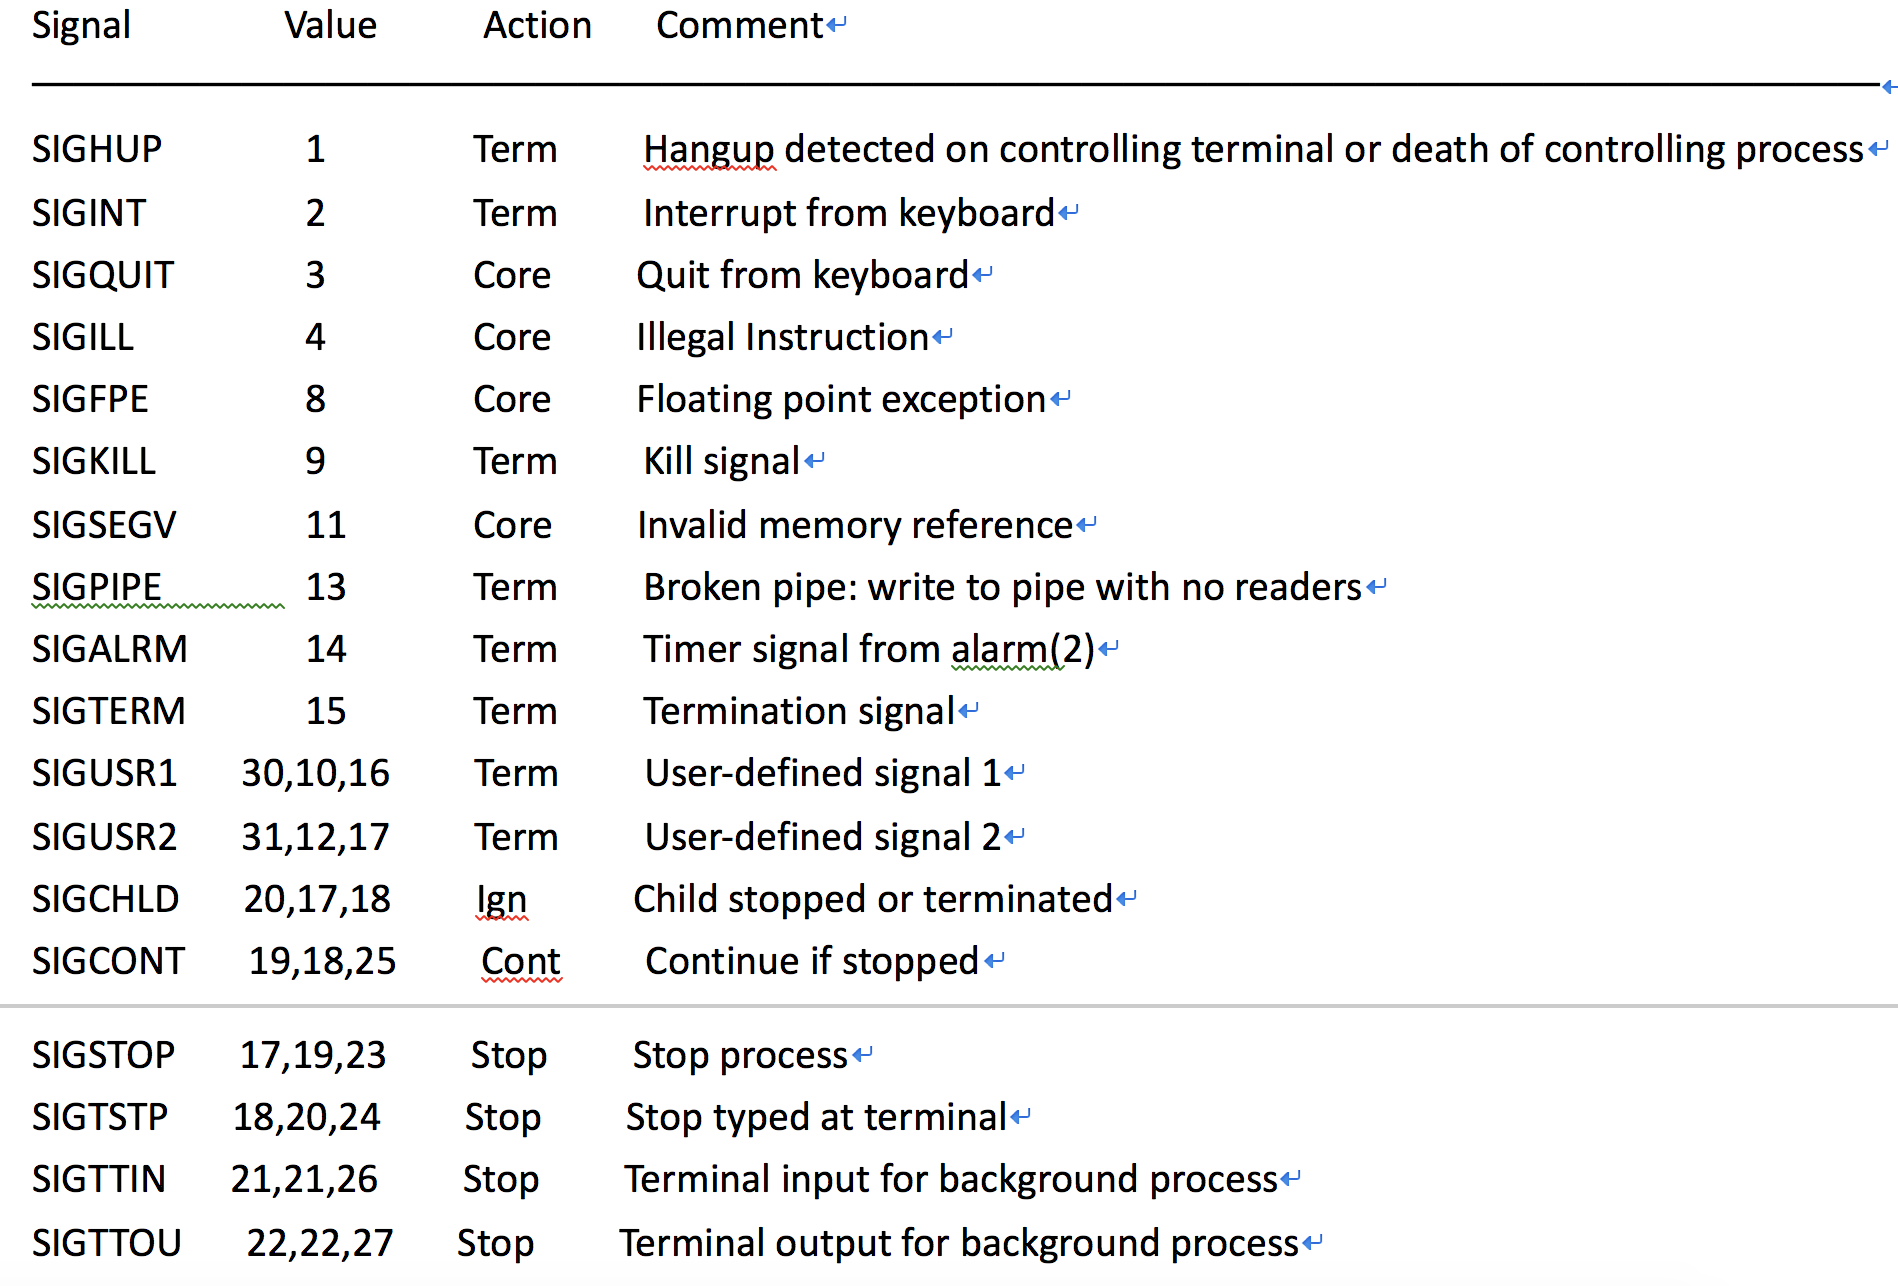 Signal Value Action Comment
SIGHUP 1 Term Hangup detected on controlling terminal or death of controlling process
SIGINT 2 Term Interrupt from keyboard
SIGQUIT 3 Core Quit from keyboard
SIGILL 4 Core Illegal Instruction
SIGFPE 8 Core Floating point exception
SIGKILL 9 Term Kill signal
SIGSEGV 11 Core Invalid memory reference
SIGPIPE 13 Term Broken pipe: write to pipe with no readers
SIGALRM 14 Term Timer signal from alarm(2)
SIGTERM 15 Term Termination signal
SIGUSR1 30,10,16 Term User-defined signal 1
SIGUSR2 31,12,17 Term User-defined signal 2
SIGCHLD 20,17,18 Ign Child stopped or terminated
SIGCONT 19,18,25 Cont Continue if stopped
SIGSTOP 17,19,23 Stop Stop process
SIGTSTP 18,20,24 Stop Stop typed at terminal
SIGTTIN 21,21,26 Stop Terminal input for background process
SIGTTOU 22,22,27 Stop Terminal output for background process